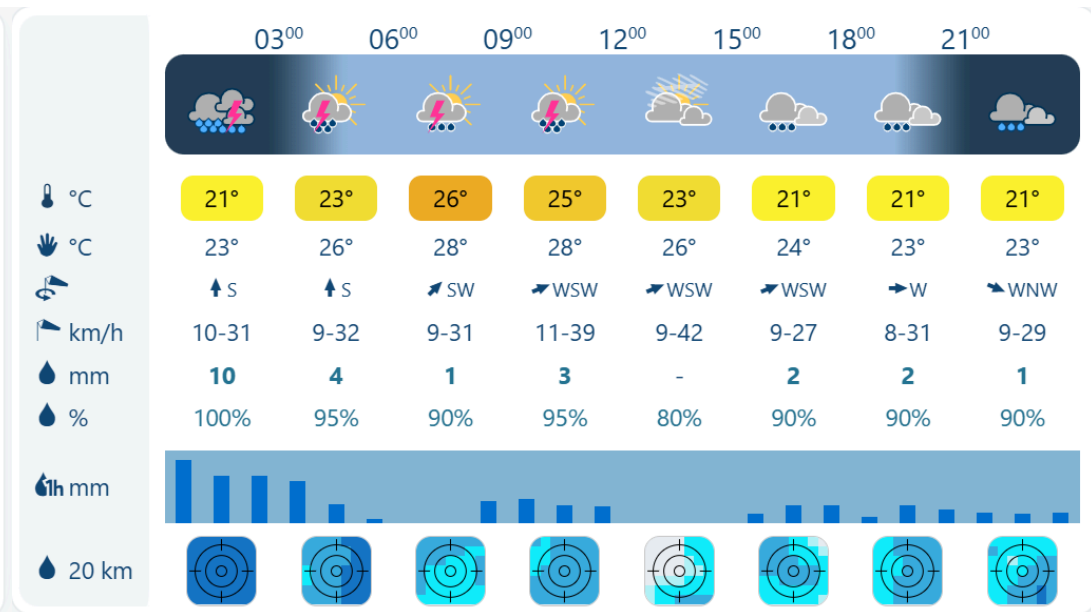 03⁰⁰ 06⁰⁰ 09⁰⁰ 12⁰⁰ 15⁰⁰ 18⁰⁰ 21⁰⁰
°C 21° 23° 26° 25° 23° 21° 21° 21°
°C 23° 26° 28° 28° 26° 24° 23° 23°
S S SW WSW WSW WSW W WNW
km/h 10-31 9-32 9-31 11-39 9-42 9-27 8-31 9-29
mm 10 4 1 3 - 2 2 1
% 100% 95% 90% 95% 80% 90% 90% 90%
1h mm
20 km